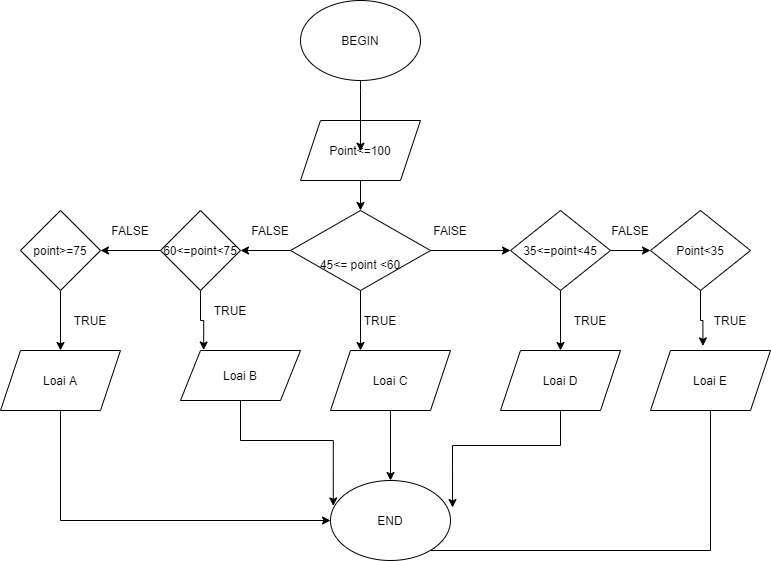 BEGIN
Point<=100
FALSE
FALSE
FAISE
FALSE
point>=75
60<=point<75
45<= point <60
35<=point<45
Point<35
TRUE
TRUE
TRUE
TRUE
TRUE
Loai A
Loai B
Loai C
Loai D
Loai E
END